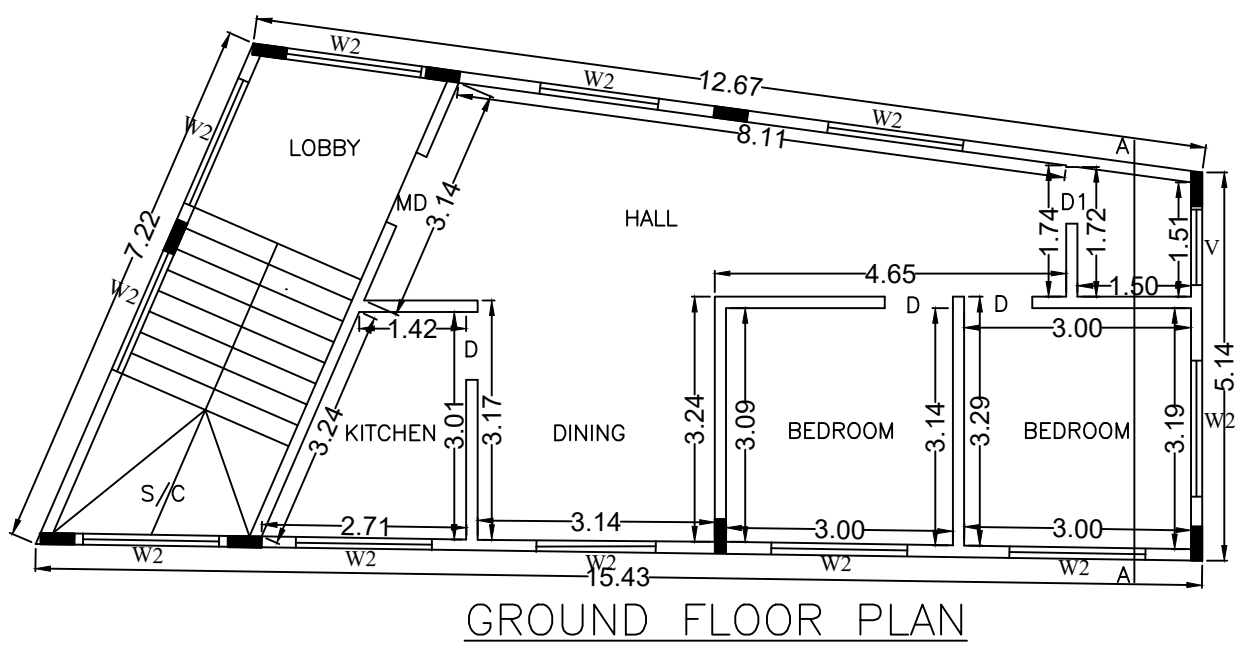 W2
12.67
W2
W2
8.11
W2
LOBBY
A
W2
7.22
MD
3.14
HALL
1.74
D1
1.72
1.51
V
4.65
1.50
W2
1.42
D
D
D
3.00
5.14
3.24
KITCHEN
3.01
3.17
DINING
3.24
3.09
BEDROOM
3.14
3.29
BEDROOM
3.19
W2
S/C
2.71
3.14
3.00
3.00
W2
W2
W2
W2
W2
A
15.43
GROUND FLOOR PLAN